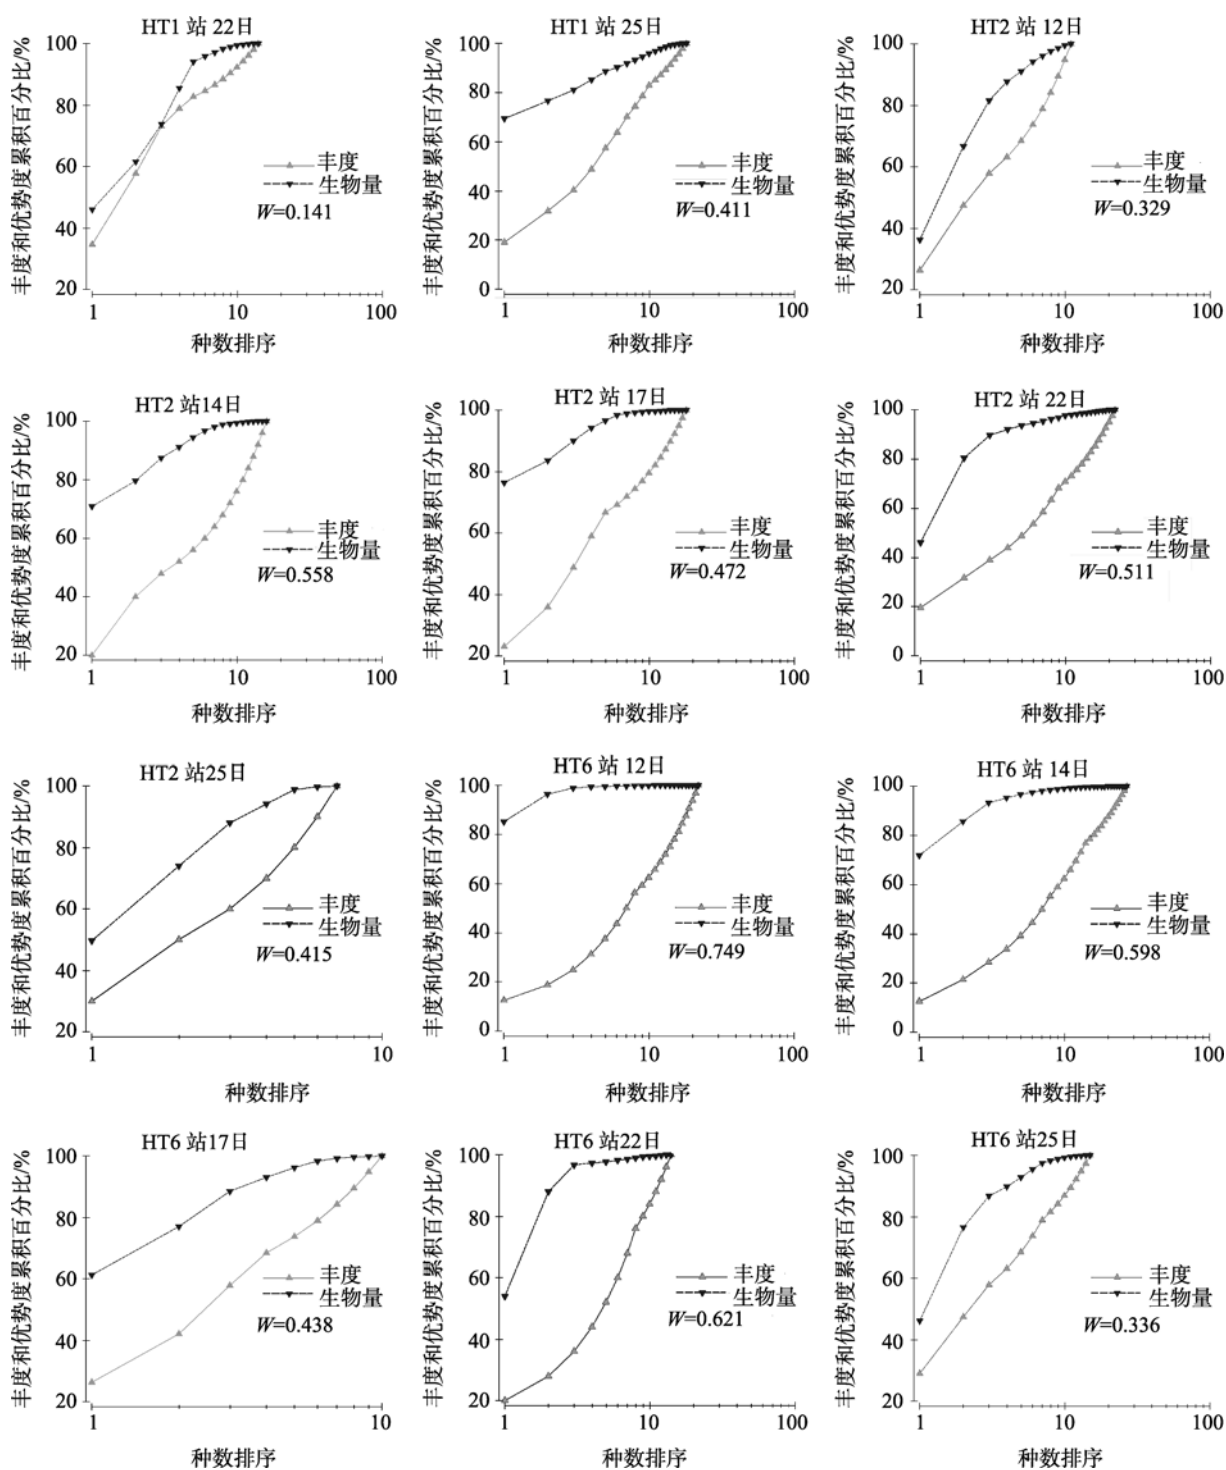 HT1 站 22日
丰度和优势度累积百分比/%
100
80
60
40
20
丰度
生物量
W=0.141
1
10
100
种数排序
HT1 站 25日
丰度和优势度累积百分比/%
100
80
60
40
20
0
丰度
生物量
W=0.411
1
10
100
种数排序
HT2 站 12日
丰度和优势度累积百分比/%
100
80
60
40
20
丰度
生物量
W=0.329
1
10
100
种数排序
HT2 站14日
丰度和优势度累积百分比/%
100
80
60
40
20
丰度
生物量
W=0.558
1
10
100
种数排序
HT2 站 17日
丰度和优势度累积百分比/%
100
80
60
40
20
丰度
生物量
W=0.472
1
10
100
种数排序
HT2 站 22日
丰度和优势度累积百分比/%
100
80
60
40
20
0
丰度
生物量
W=0.511
1
10
100
种数排序
HT2 站25日
丰度和优势度累积百分比/%
100
80
60
40
20
丰度
生物量
W=0.415
1
10
种数排序
HT6 站 12日
丰度和优势度累积百分比/%
100
80
60
40
20
0
丰度
生物量
W=0.749
1
10
100
种数排序
HT6 站 14日
丰度和优势度累积百分比/%
100
80
60
40
20
0
丰度
生物量
W=0.598
1
10
100
种数排序
HT6 站17日
丰度和优势度累积百分比/%
100
80
60
40
20
丰度
生物量
W=0.438
1
10
种数排序
HT6 站22日
丰度和优势度累积百分比/%
100
80
60
40
20
丰度
生物量
W=0.621
1
10
100
种数排序
HT6 站25日
丰度和优势度累积百分比/%
100
80
60
40
20
丰度
生物量
W=0.336
1
10
100
种数排序